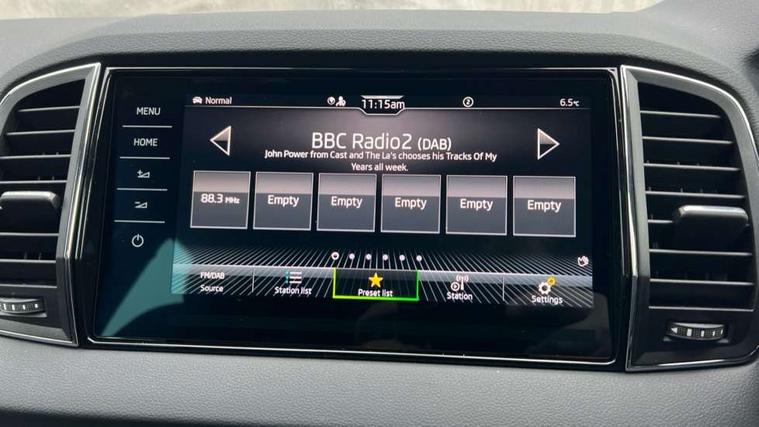 MENU
HOME
Normal
11:15am
2
6.5°C
BBC Radio2 (DAB)
John Power from Cast and The La's chooses his Tracks Of My
Years all week.
88.3 MHz
Empty
Empty
Empty
Empty
Empty
FM/DAB
Source
Station list
Preset list
Station
Settings